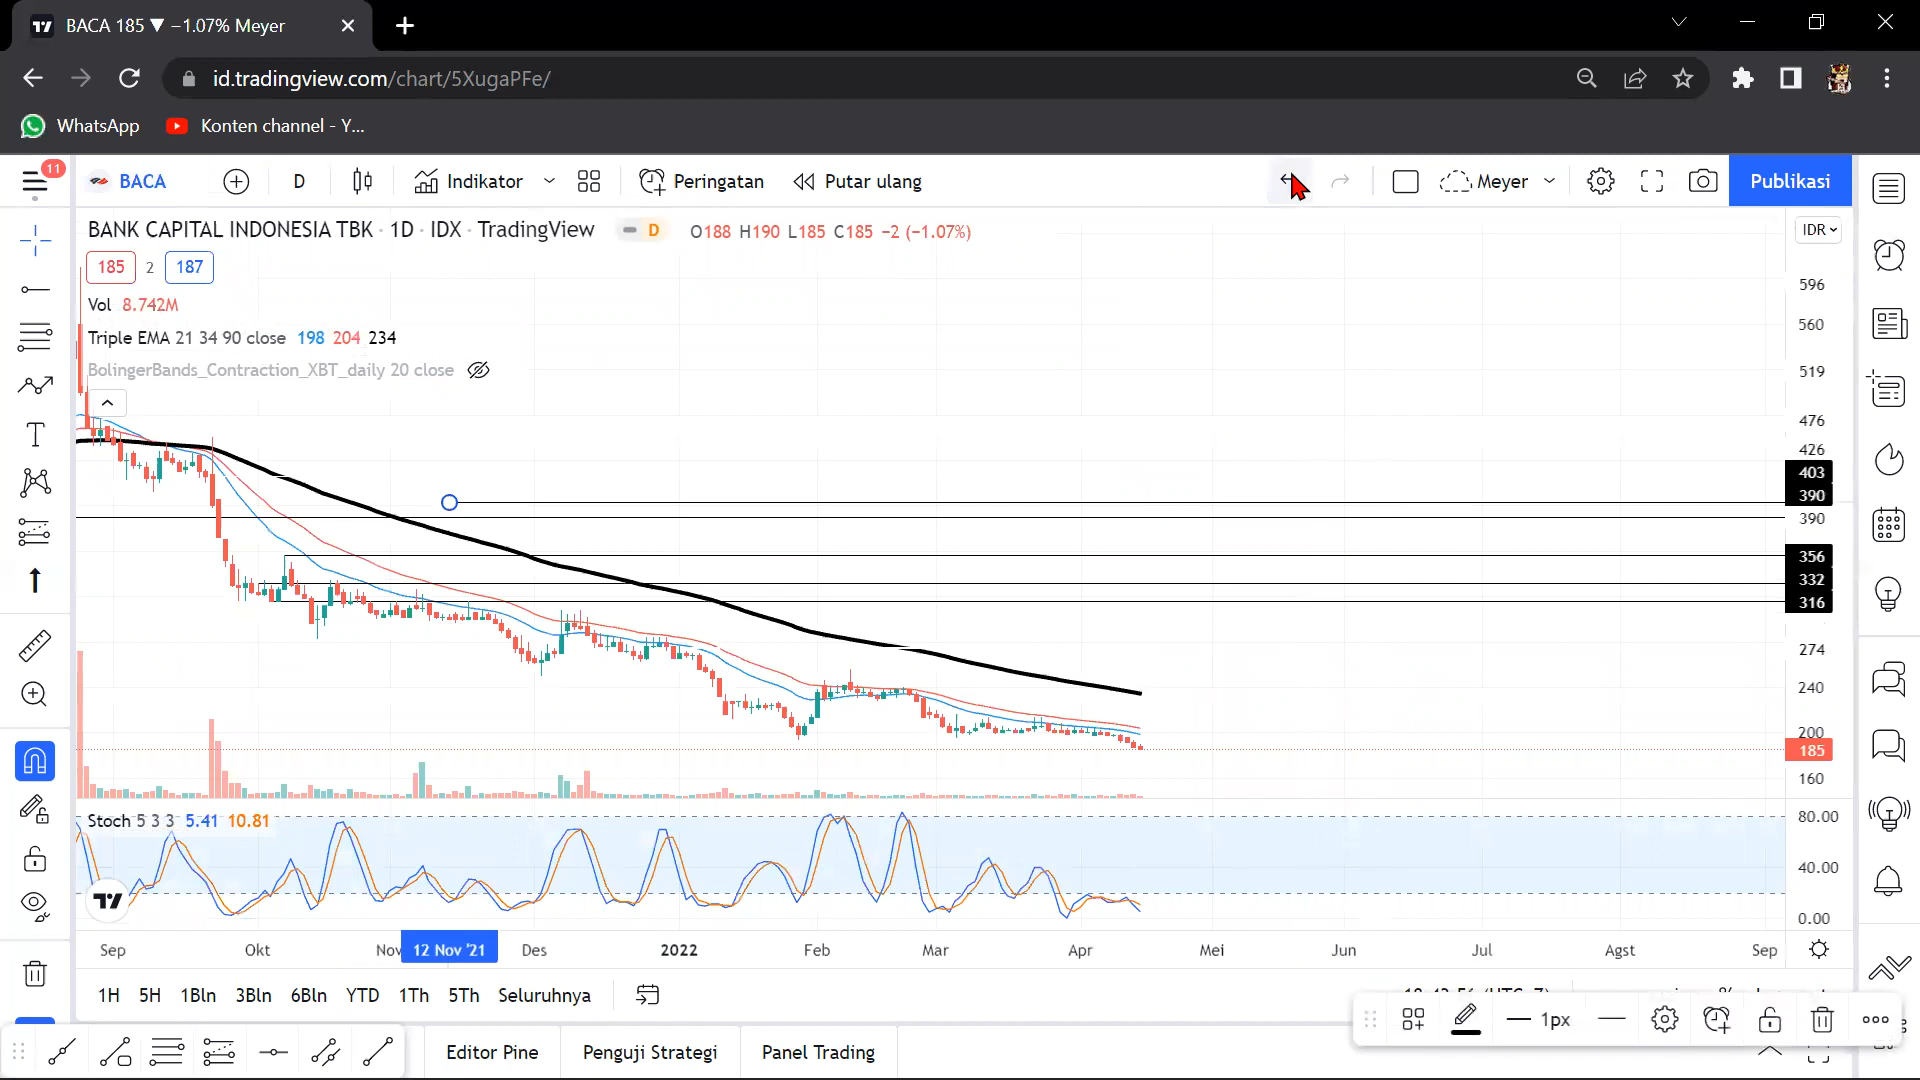 BACA 185 ▼ −1.07% Meyer
id.tradingview.com/chart/5XugaPFe/
WhatsApp
Konten channel - Y...
11
BACA
D
Indikator
Peringatan
Putar ulang
Meyer
Publikasi
BANK CAPITAL INDONESIA TBK · 1D · IDX · TradingView
D
O188 H190 L185 C185 −2 (−1.07%)
IDR
185 2 187
Vol 8.742M
Triple EMA 21 34 90 close 198 204 234
BolingerBands_Contraction_XBT_daily 20 close
596
560
519
476
426
403
390
390
356
332
316
274
240
200
185
160
Stoch 5 3 3 5.41 10.81
80.00
40.00
0.00
Sep Okt Nov 12 Nov '21 Des 2022 Feb Mar Apr Mei Jun Jul Agst Sep
1H 5H 1Bln 3Bln 6Bln YTD 1Th 5Th Seluruhnya
1px
Editor Pine
Penguji Strategi
Panel Trading